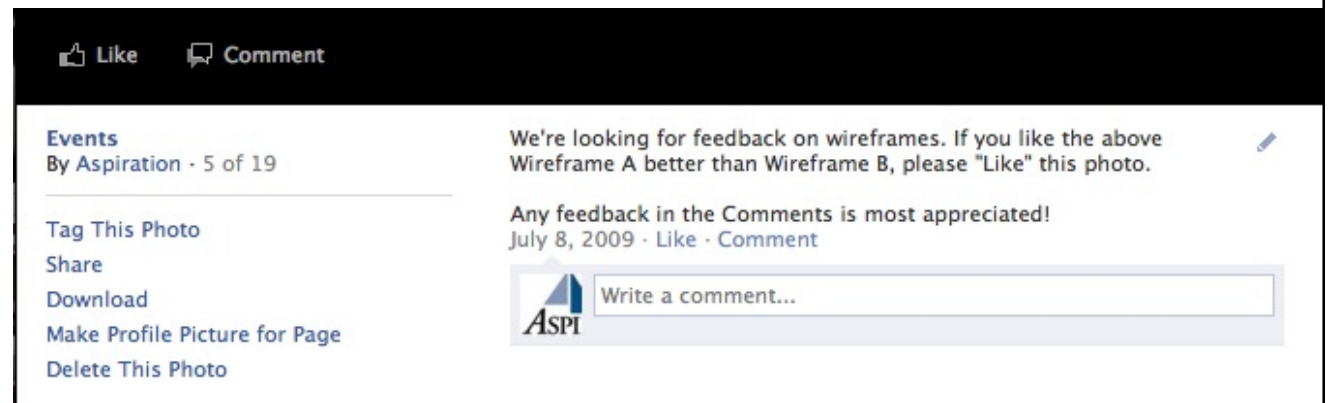 Like Comment
Events
By Aspiration · 5 of 19
Tag This Photo
Share
Download
Make Profile Picture for Page
Delete This Photo
We're looking for feedback on wireframes. If you like the above
Wireframe A better than Wireframe B, please "Like" this photo.
Any feedback in the Comments is most appreciated!
July 8, 2009 · Like · Comment
ASPI
Write a comment...